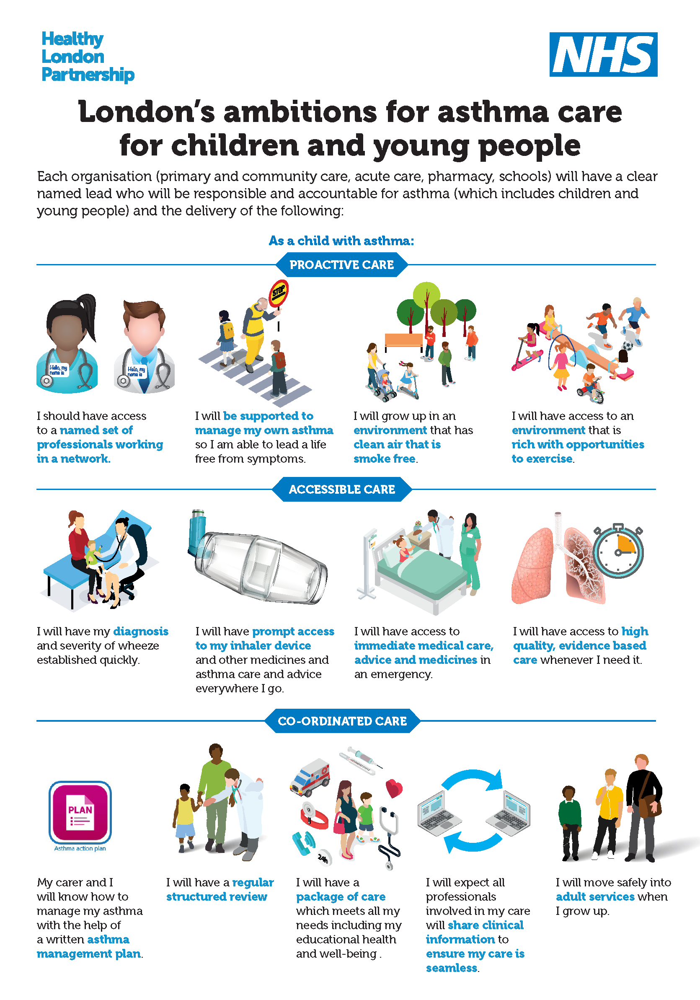 Healthy
London
Partnership
NHS
London's ambitions for asthma care
for children and young people
Each organisation (primary and community care, acute care, pharmacy, schools) will have a clear
named lead who will be responsible and accountable for asthma (which includes children and
young people) and the delivery of the following:
As a child with asthma:
PROACTIVE CARE
STOP
Hello, my
name is
Hello, my
name is
I should have access
to a named set of
professionals working
in a network.
I will be supported to
manage my own asthma
so I am able to lead a life
free from symptoms.
I will grow up in an
environment that has
clean air that is
smoke free.
I will have access to an
environment that is
rich with opportunities
to exercise.
ACCESSIBLE CARE
I will have my diagnosis
and severity of wheeze
established quickly.
I will have prompt access
to my inhaler device
and other medicines and
asthma care and advice
everywhere I go.
I will have access to
immediate medical care,
advice and medicines in
an emergency.
I will have access to high
quality, evidence based
care whenever I need it.
CO-ORDINATED CARE
PLAN
Asthma action plan
24h
My carer and I
will know how to
manage my asthma
with the help of
a written asthma
management plan.
I will have a regular
structured review
I will have a
package of care
which meets all my
needs including my
educational health
and well-being .
I will expect all
professionals
involved in my care
will share clinical
information to
ensure my care is
seamless.
I will move safely into
adult services when
I grow up.